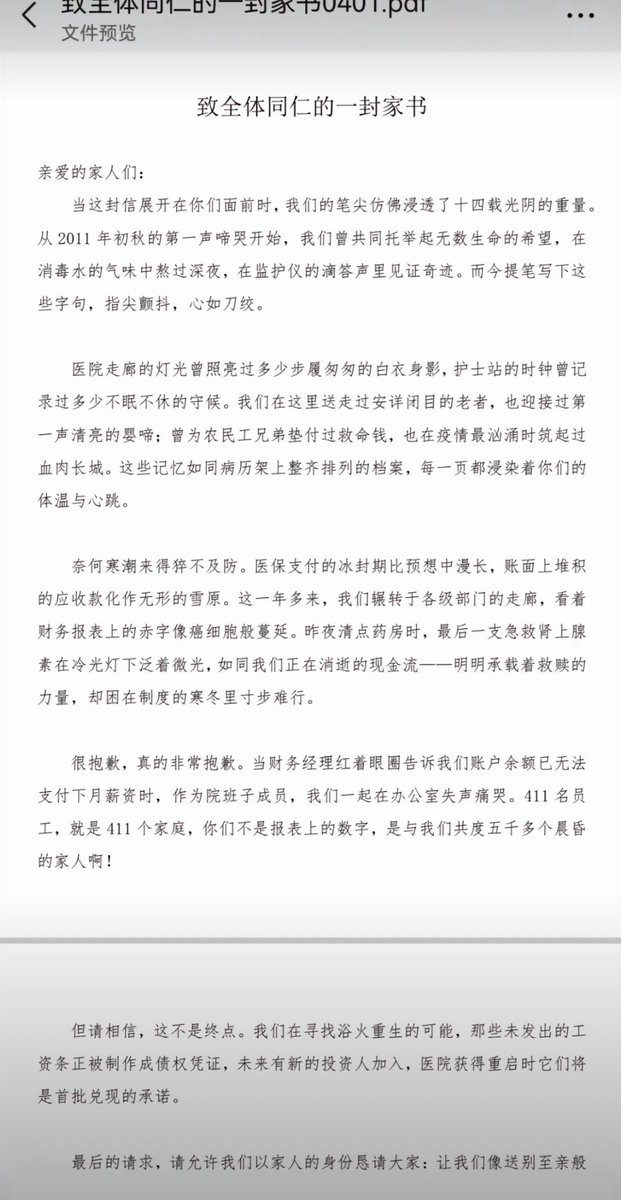 致全体同仁的一封家书0401.pdf
文件预览
致全体同仁的一封家书
亲爱的家人们：
当这封信展开在你们面前时，我们的笔尖仿佛浸透了十四载光阴的重量。
从 2011 年初秋的第一声啼哭开始，我们曾共同托举起无数生命的希望，在
消毒水的气味中熬过深夜，在监护仪的滴答声里见证奇迹。而今提笔写下这
些字句，指尖颤抖，心如刀绞。
医院走廊的灯光曾照亮过多少步履匆匆的白衣身影，护士站的时钟曾记
录过多少不眠不休的守候。我们在这里送走过安详闭目的老者，也迎接过第
一声清亮的婴啼；曾为农民工兄弟垫付过救命钱，也在疫情最汹涌时筑起过
血肉长城。这些记忆如同病历架上整齐排列的档案，每一页都浸染着你们的
体温与心跳。
奈何寒潮来得猝不及防。医保支付的冰封期比预想中漫长，账面上堆积
的应收款化作无形的雪原。这一年多来，我们辗转于各级部门的走廊，看着
财务报表上的赤字像癌细胞般蔓延。昨夜清点药房时，最后一支急救肾上腺
素在冷光灯下泛着微光，如同我们正在消逝的现金流——明明承载着救赎的
力量，却困在制度的寒冬里寸步难行。
很抱歉，真的非常抱歉。当财务经理红着眼圈告诉我们账户余额已无法
支付下月薪资时，作为院班子成员，我们一起在办公室失声痛哭。411 名员
工，就是 411 个家庭，你们不是报表上的数字，是与我们共度五千多个晨昏
的家人啊！
但请相信，这不是终点。我们在寻找浴火重生的可能，那些未发出的工
资条正被制作成债权凭证，未来有新的投资人加入，医院获得重启时它们将
是首批兑现的承诺。
最后的请求，请允许我们以家人的身份恳请大家：让我们像送别至亲般